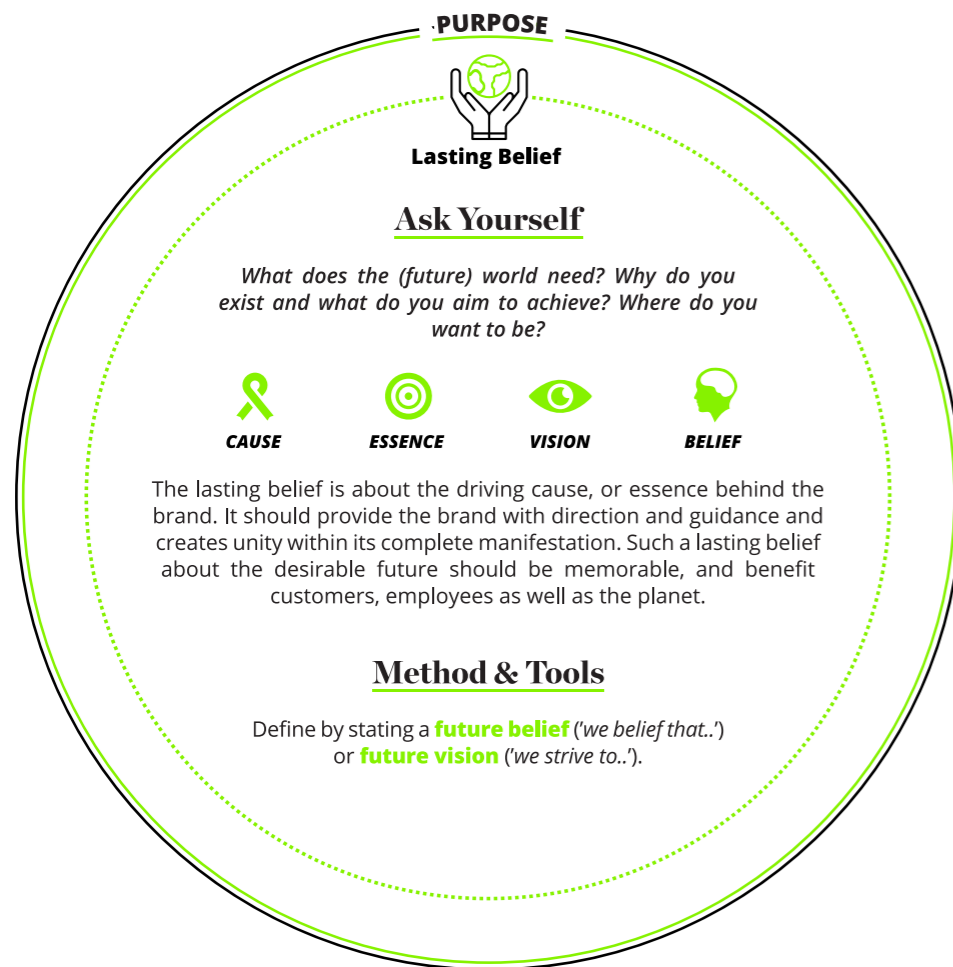 PURPOSE
Lasting Belief
Ask Yourself
What does the (future) world need? Why do you
exist and what do you aim to achieve? Where do you
want to be?
CAUSE ESSENCE VISION BELIEF
The lasting belief is about the driving cause, or essence behind the
brand. It should provide the brand with direction and guidance and
creates unity within its complete manifestation. Such a lasting belief
about the desirable future should be memorable, and benefit
customers, employees as well as the planet.
Method & Tools
Define by stating a future belief ('we belief that..')
or future vision ('we strive to..').